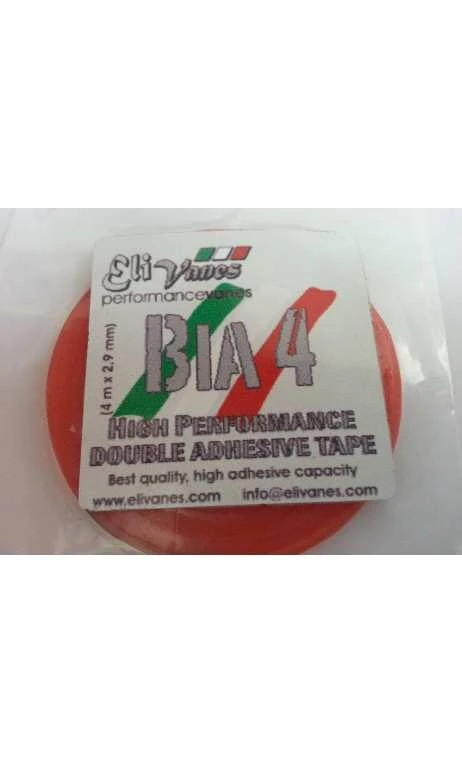 Eli Vanes
performancevanes
BIA 4
(4 m x 2,9 mm)
HIGH PERFORMANCE
DOUBLE ADHESIVE TAPE
Best quality, high adhesive capacity
www.elivanes.com info@elivanes.com